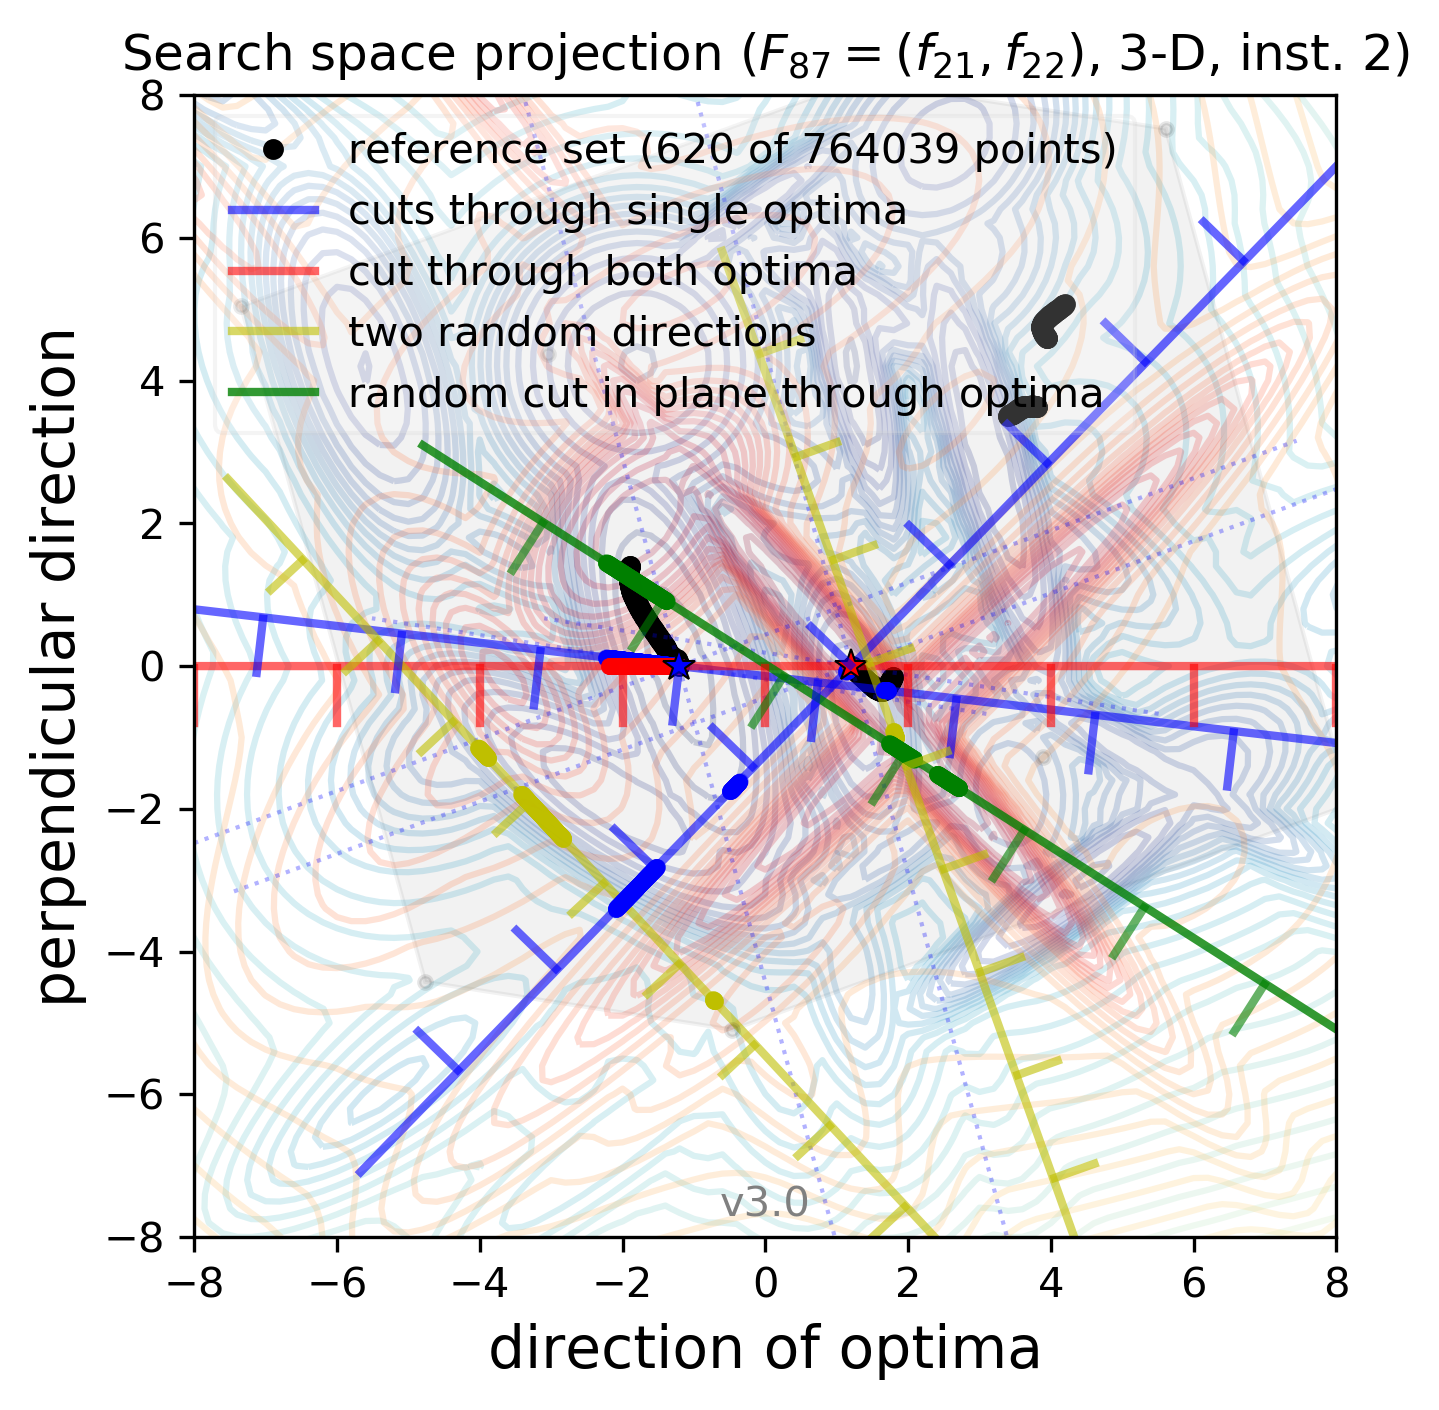 Search space projection (F₈₇ = (f₂₁, f₂₂), 3-D, inst. 2)
reference set (620 of 764039 points)
cuts through single optima
cut through both optima
two random directions
random cut in plane through optima
perpendicular direction
8
6
4
2
0
−2
−4
−6
−8
v3.0
−8 −6 −4 −2 0 2 4 6 8
direction of optima